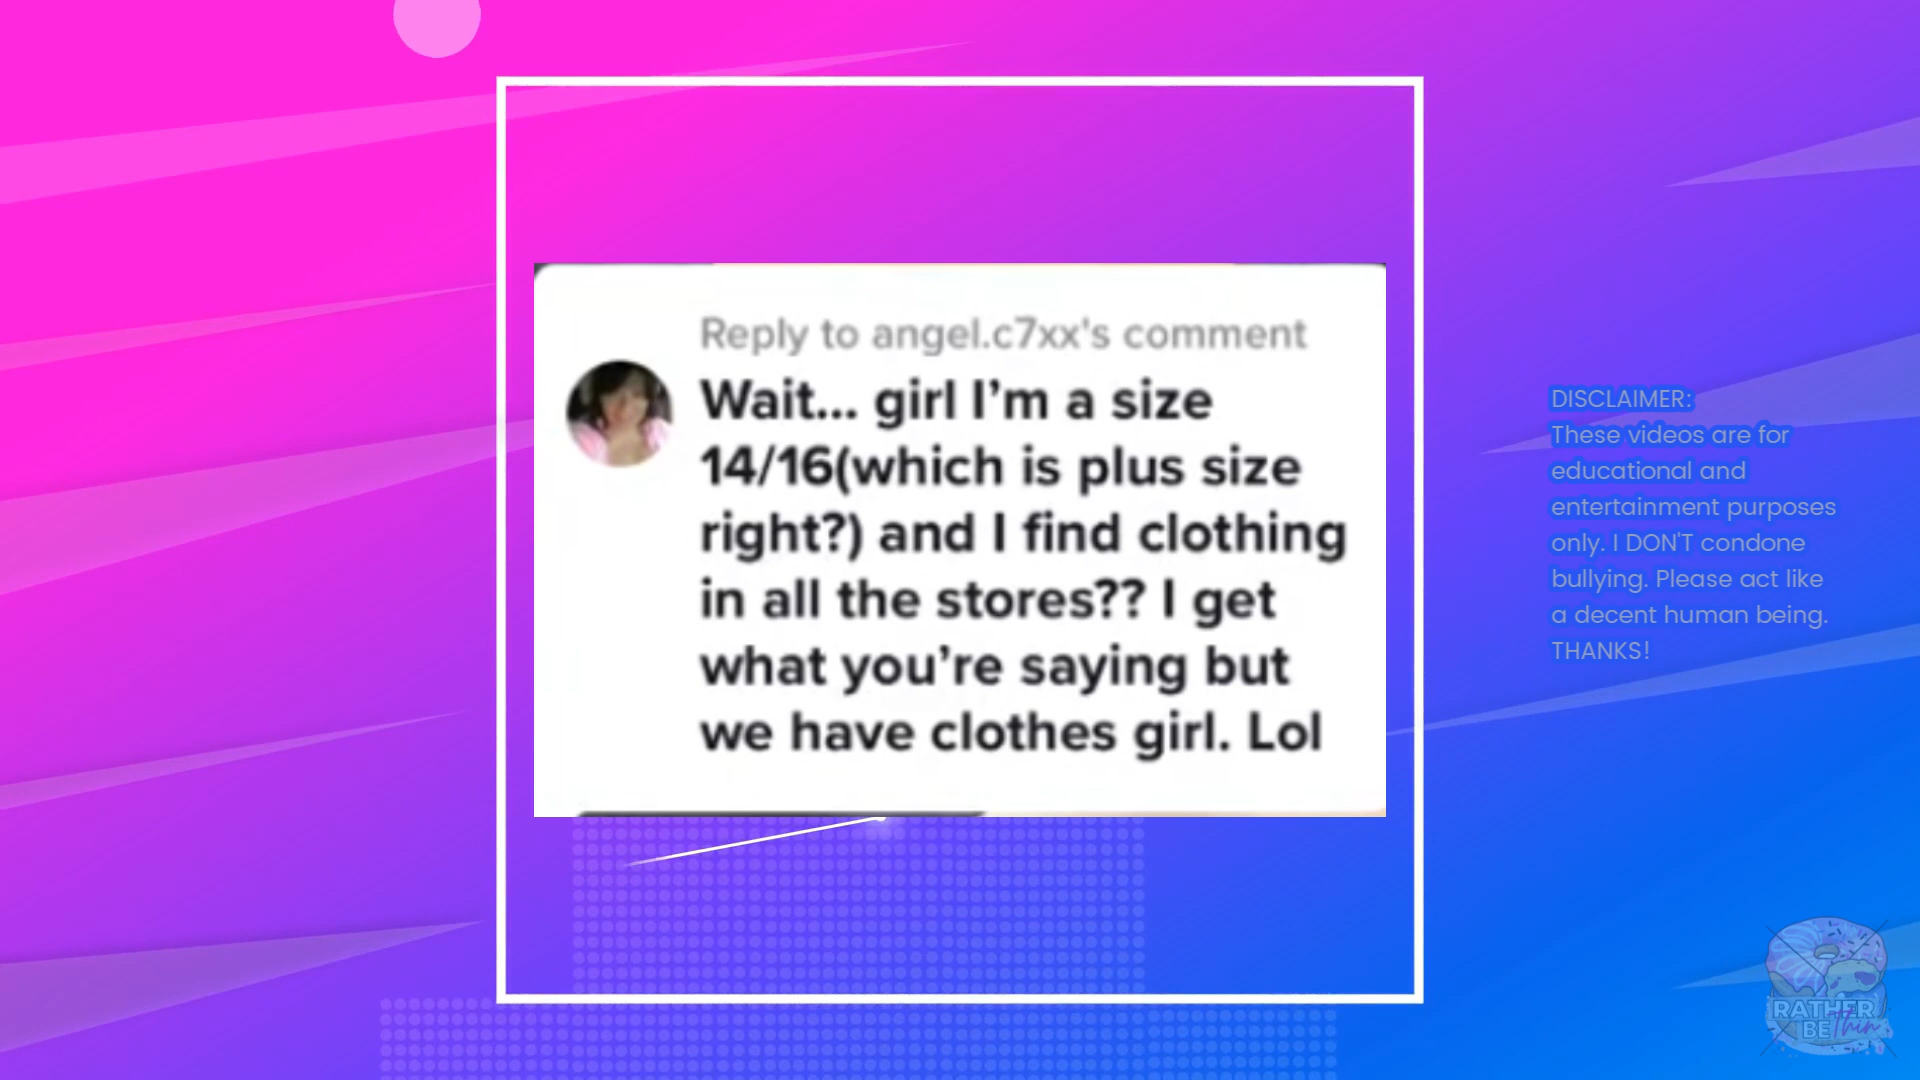 Reply to angel.c7xx's comment
Wait... girl I’m a size
14/16(which is plus size
right?) and I find clothing
in all the stores?? I get
what you’re saying but
we have clothes girl. Lol
DISCLAIMER:
These videos are for
educational and
entertainment purposes
only. I DON'T condone
bullying. Please act like
a decent human being.
THANKS!
RATHER
BE Thin